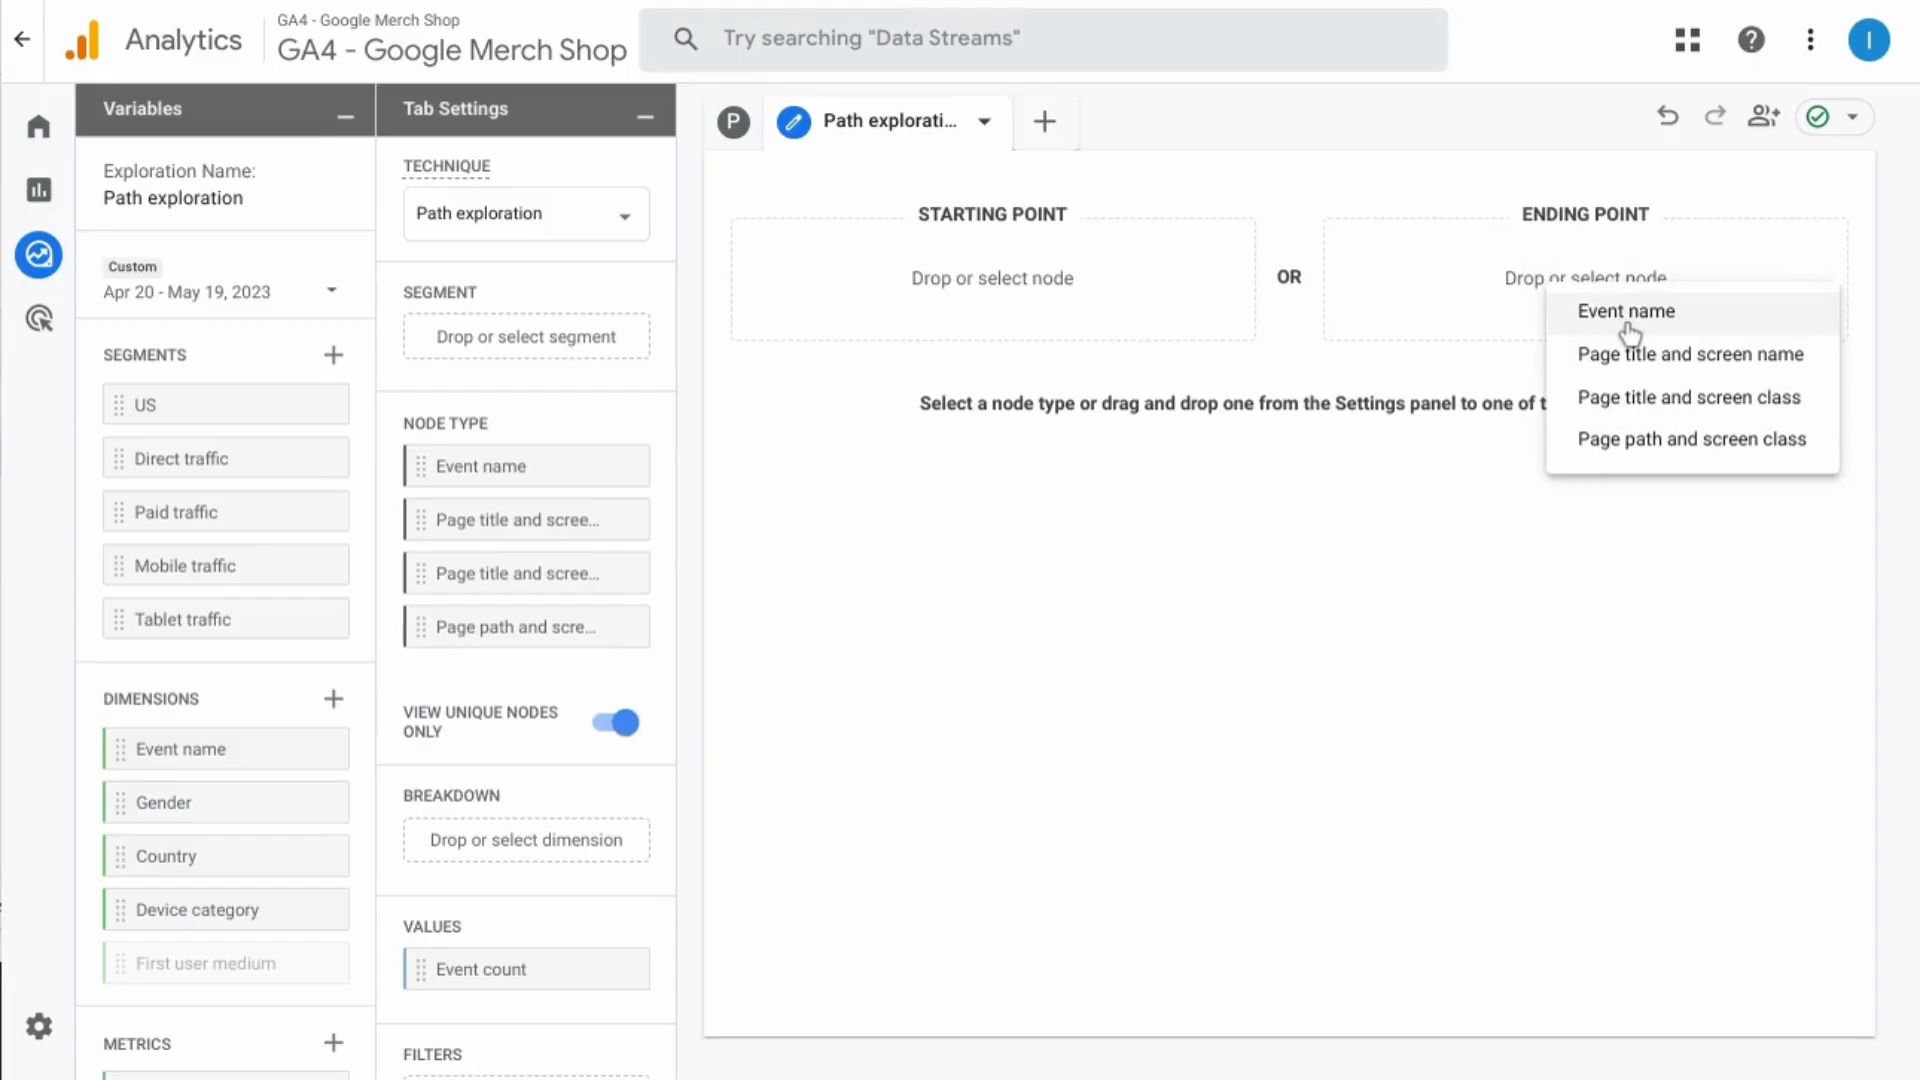 GA4 - Google Merch Shop
Analytics
GA4 - Google Merch Shop
Try searching "Data Streams"
I
Variables
Tab Settings
P
Path explorati...
Exploration Name:
Path exploration
Custom
Apr 20 - May 19, 2023
SEGMENTS
US
Direct traffic
Paid traffic
Mobile traffic
Tablet traffic
DIMENSIONS
Event name
Gender
Country
Device category
First user medium
METRICS
TECHNIQUE
Path exploration
SEGMENT
Drop or select segment
NODE TYPE
Event name
Page title and scree...
Page title and scree...
Page path and scre...
VIEW UNIQUE NODES
ONLY
BREAKDOWN
Drop or select dimension
VALUES
Event count
FILTERS
STARTING POINT
Drop or select node
OR
ENDING POINT
Drop or select node
Select a node type or drag and drop one from the Settings panel to one of t
Event name
Page title and screen name
Page title and screen class
Page path and screen class